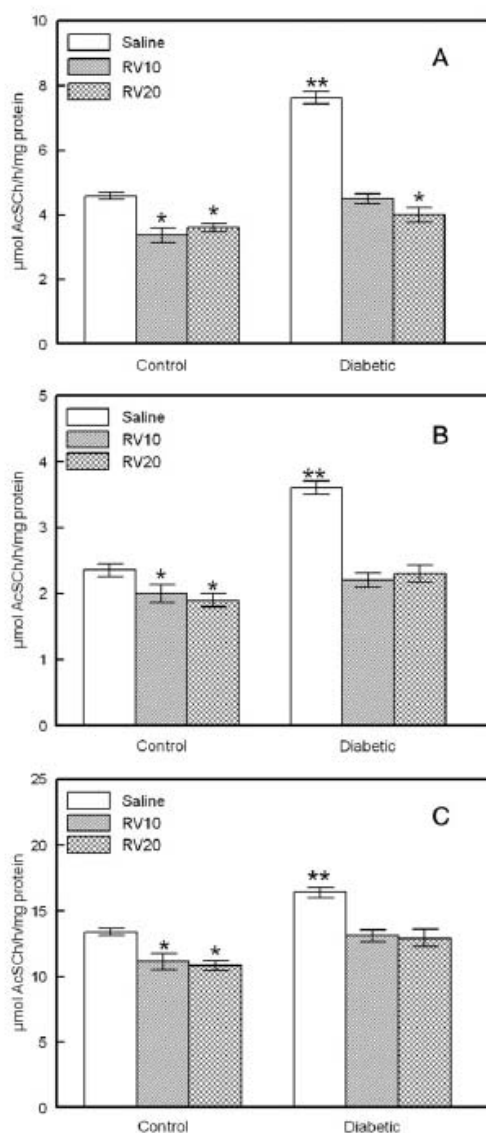 10
Saline
RV10
RV20
A
**
8
6
*
*
*
4
2
0
µmol AcSCh/h/mg protein
Control
Diabetic
5
Saline
RV10
RV20
B
4
**
3
*
*
2
1
0
µmol AcSCh/h/mg protein
Control
Diabetic
25
Saline
RV10
RV20
C
20
**
15
*
*
10
5
0
µmol AcSCh/h/mg protein
Control
Diabetic